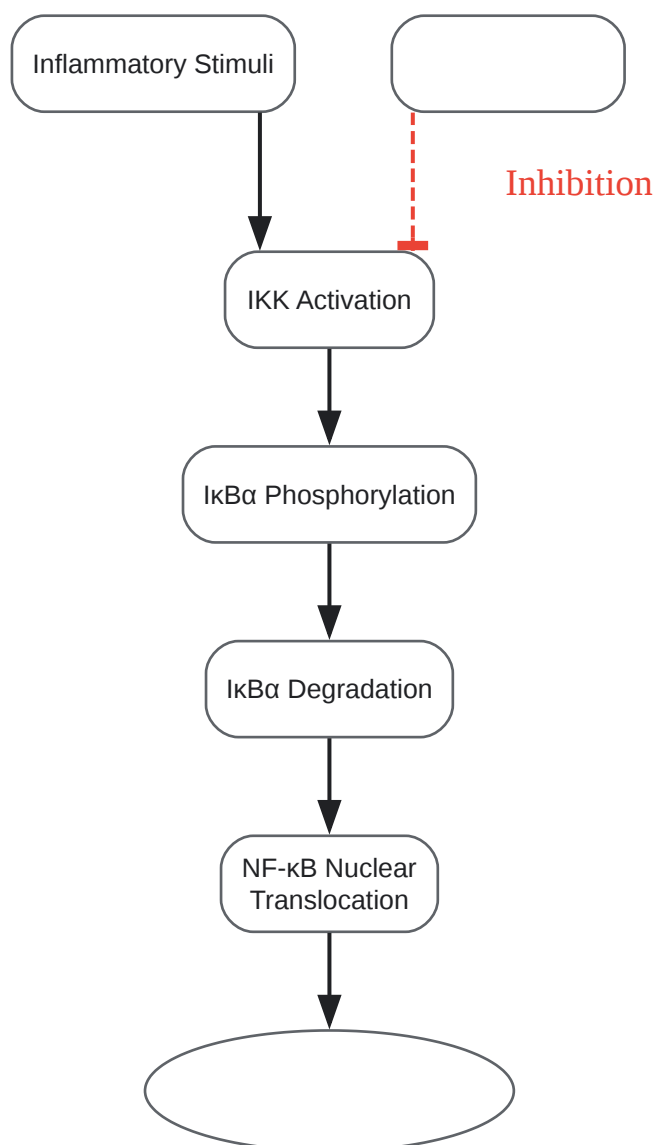 Inflammatory Stimuli
Inhibition
IKK Activation
IκBα Phosphorylation
IκBα Degradation
NF-κB Nuclear
Translocation